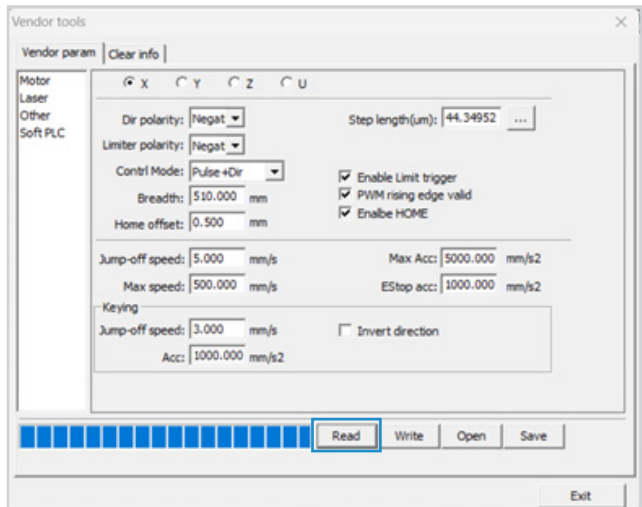 Vendor tools
Vendor param Clear info
Motor
Laser
Other
Soft PLC
X Y Z U
Dir polarity: Negat
Step length(um): 44.34952 ...
Limiter polarity: Negat
Contrl Mode: Pulse+Dir
Enable Limit trigger
Breadth: 510.000 mm
PWM rising edge valid
Home offset: 0.500 mm
Enalbe HOME
Jump-off speed: 5.000 mm/s
Max Acc: 5000.000 mm/s2
Max speed: 500.000 mm/s
EStop acc: 1000.000 mm/s2
Keying
Jump-off speed: 3.000 mm/s
Invert direction
Acc: 1000.000 mm/s2
Read Write Open Save
Exit